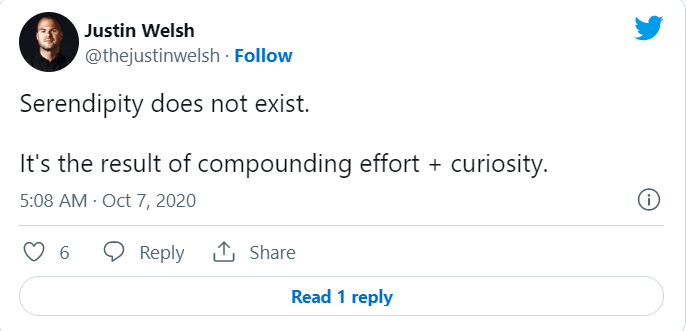 Justin Welsh
@thejustinwelsh · Follow
Serendipity does not exist.
It's the result of compounding effort + curiosity.
5:08 AM · Oct 7, 2020
6 Reply Share
Read 1 reply